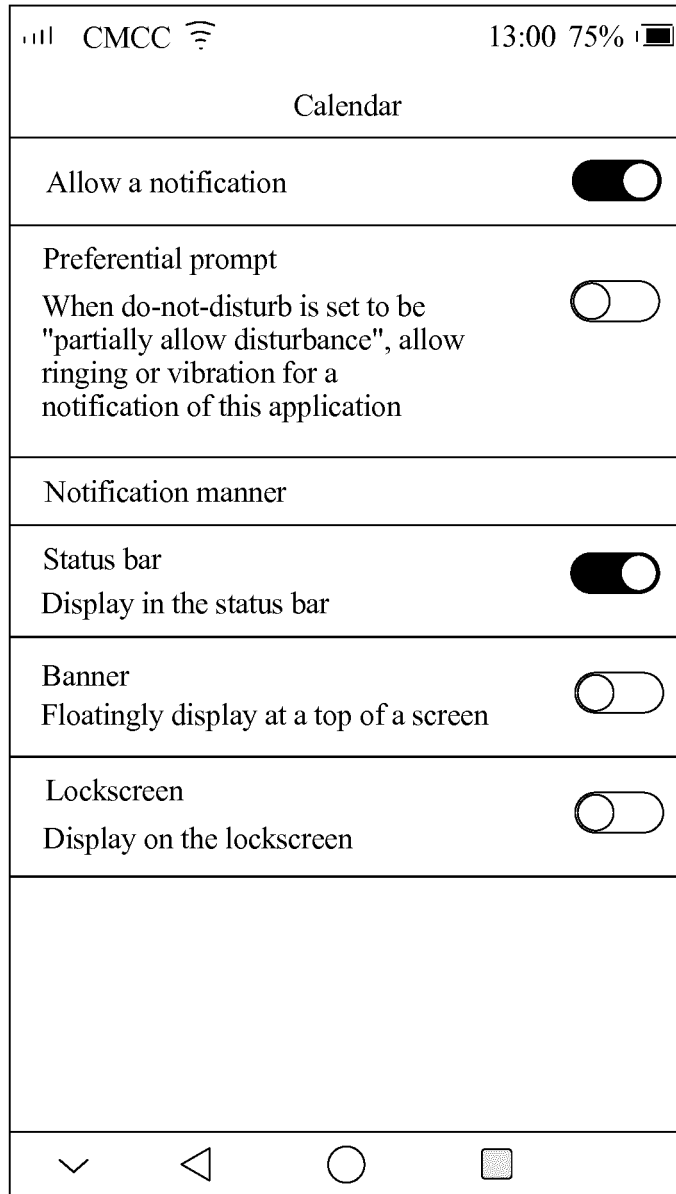 CMCC 13:00 75%
Calendar
Allow a notification
Preferential prompt
When do-not-disturb is set to be
"partially allow disturbance", allow
ringing or vibration for a
notification of this application
Notification manner
Status bar
Display in the status bar
Banner
Floatingly display at a top of a screen
Lockscreen
Display on the lockscreen